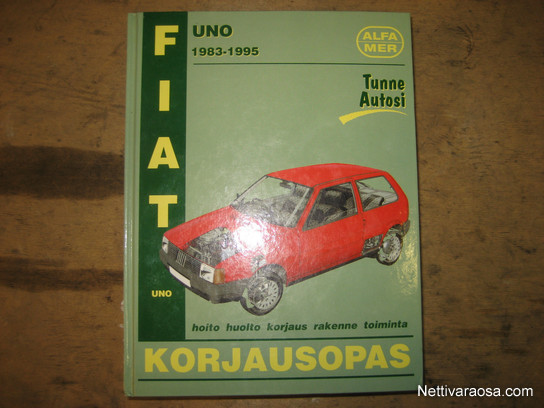 FIAT
UNO
1983-1995
ALFA
MER
Tunne
Autosi
UNO
hoito huolto korjaus rakenne toiminta
KORJAUSOPAS
Nettivaraosa.com